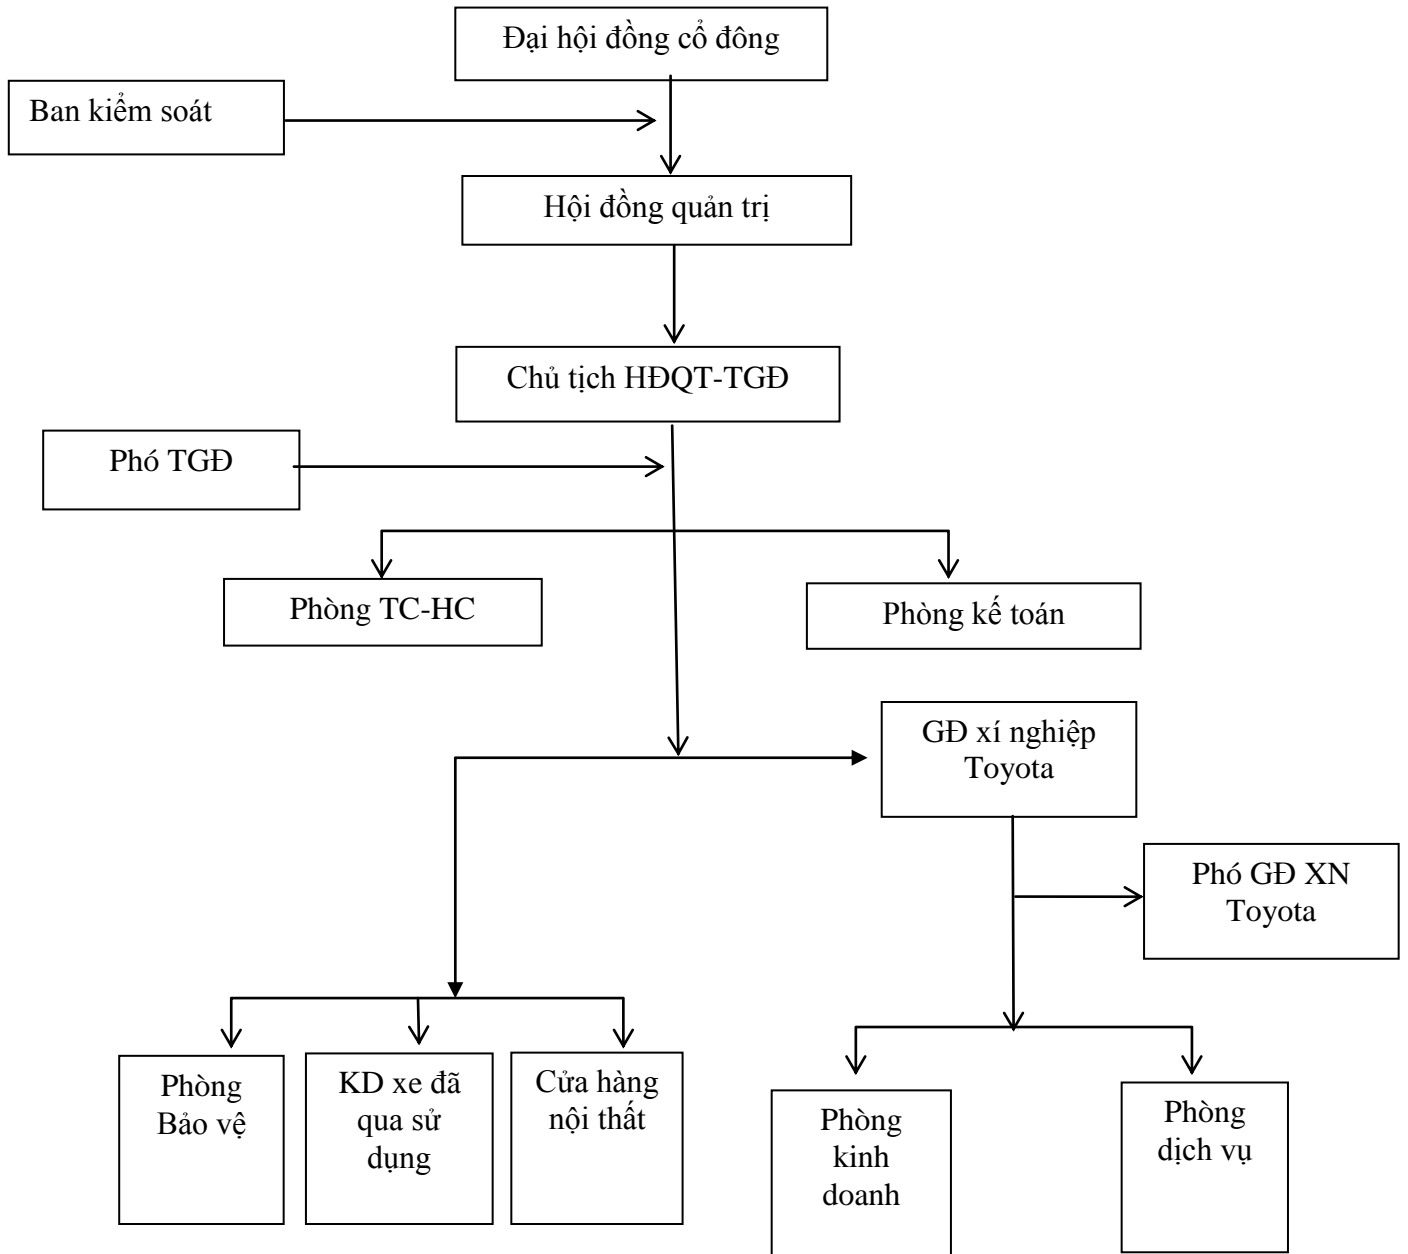 Đại hội đồng cổ đông
Ban kiểm soát
Hội đồng quản trị
Chủ tịch HĐQT-TGĐ
Phó TGĐ
Phòng TC-HC
Phòng kế toán
GĐ xí nghiệp
Toyota
Phó GĐ XN
Toyota
Phòng
Bảo vệ
KD xe đã
qua sử
dụng
Cửa hàng
nội thất
Phòng
kinh
doanh
Phòng
dịch vụ